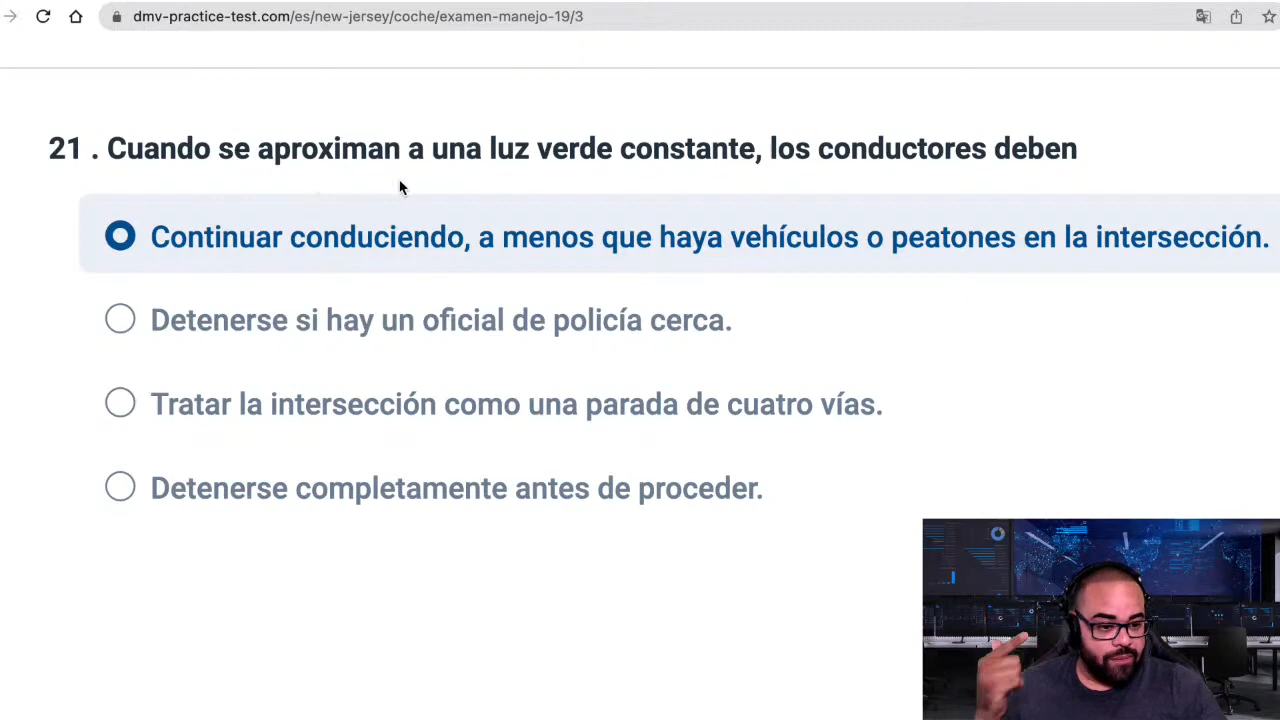 dmv-practice-test.com/es/new-jersey/coche/examen-manejo-19/3
21 . Cuando se aproximan a una luz verde constante, los conductores deben
Continuar conduciendo, a menos que haya vehículos o peatones en la intersección.
Detenerse si hay un oficial de policía cerca.
Tratar la intersección como una parada de cuatro vías.
Detenerse completamente antes de proceder.